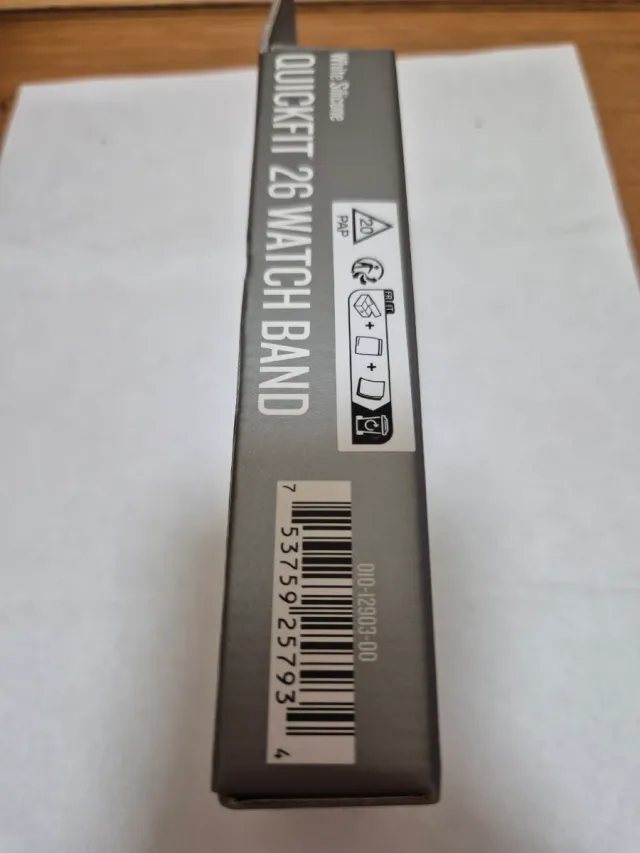 White Silicone
QUICKFIT 26 WATCH BAND
20
PAP
FR
+
+
010-12903-00
7 53759 25793 4